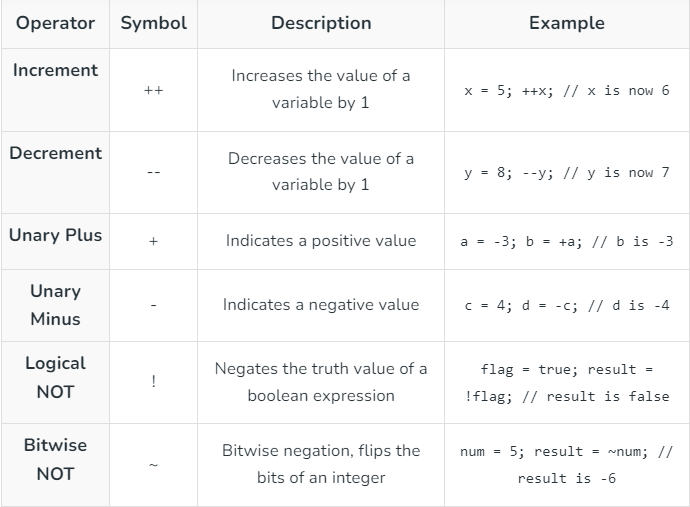 Operator Symbol Description Example
Increment ++ Increases the value of a
variable by 1 x = 5; ++x; // x is now 6
Decrement -- Decreases the value of a
variable by 1 y = 8; --y; // y is now 7
Unary Plus + Indicates a positive value a = -3; b = +a; // b is -3
Unary
Minus - Indicates a negative value c = 4; d = -c; // d is -4
Logical
NOT ! Negates the truth value of a
boolean expression flag = true; result =
!flag; // result is false
Bitwise
NOT ~ Bitwise negation, flips the
bits of an integer num = 5; result = ~num; //
result is -6